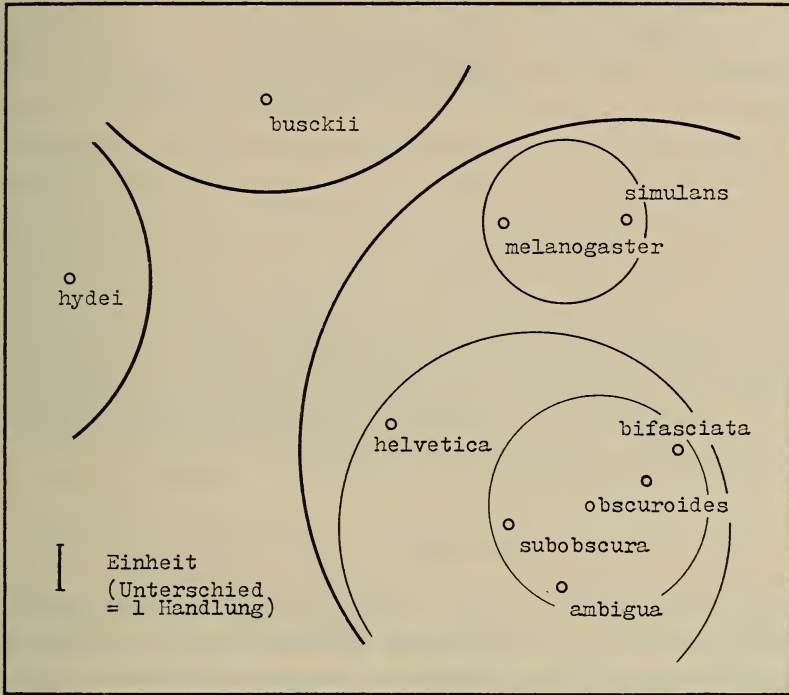 busckii
simulans
melanogaster
hydei
helvetica
bifasciata
obscuroides
subobscura
ambigua
Einheit
(Unterschied
= 1 Handlung)